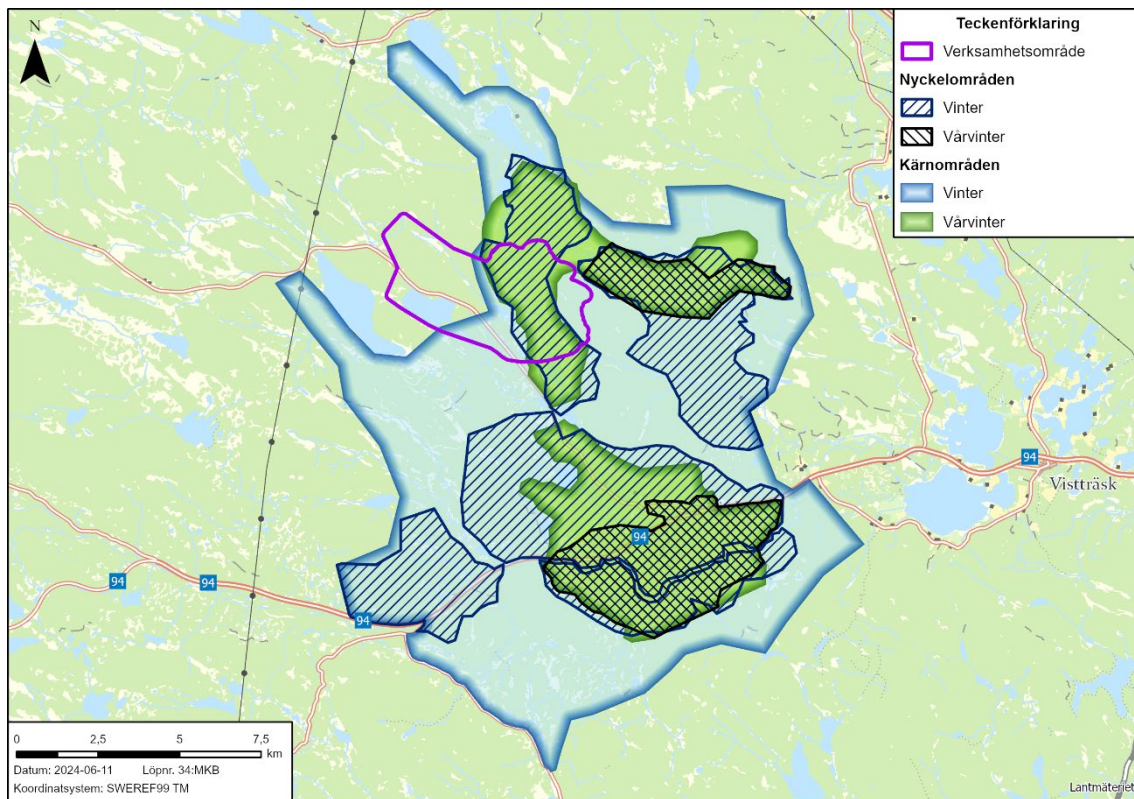 N
Teckenförklaring
Verksamhetsområde
Nyckelområden
Vinter
Vårvinter
Kärnområden
Vinter
Vårvinter
94
Vistträsk
94
94
94
94
0 2,5 5 7,5
km
Datum: 2024-06-11 Löpnr. 34:MKB
Koordinatsystem: SWEREF99 TM
Lantmäteriet